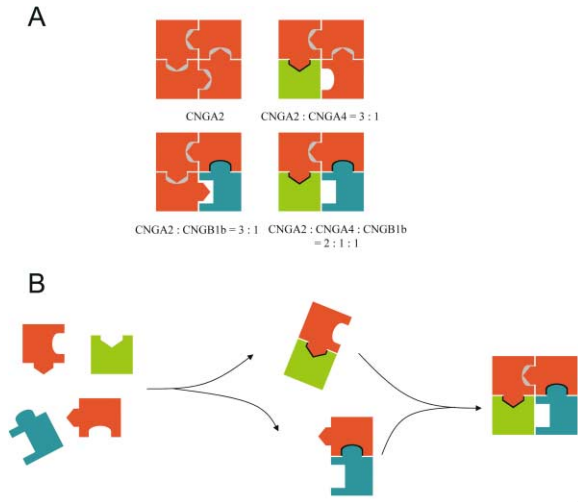 A
CNGA2
CNGA2 : CNGA4 = 3 : 1
CNGA2 : CNGB1b = 3 : 1
CNGA2 : CNGA4 : CNGB1b
= 2 : 1 : 1
B